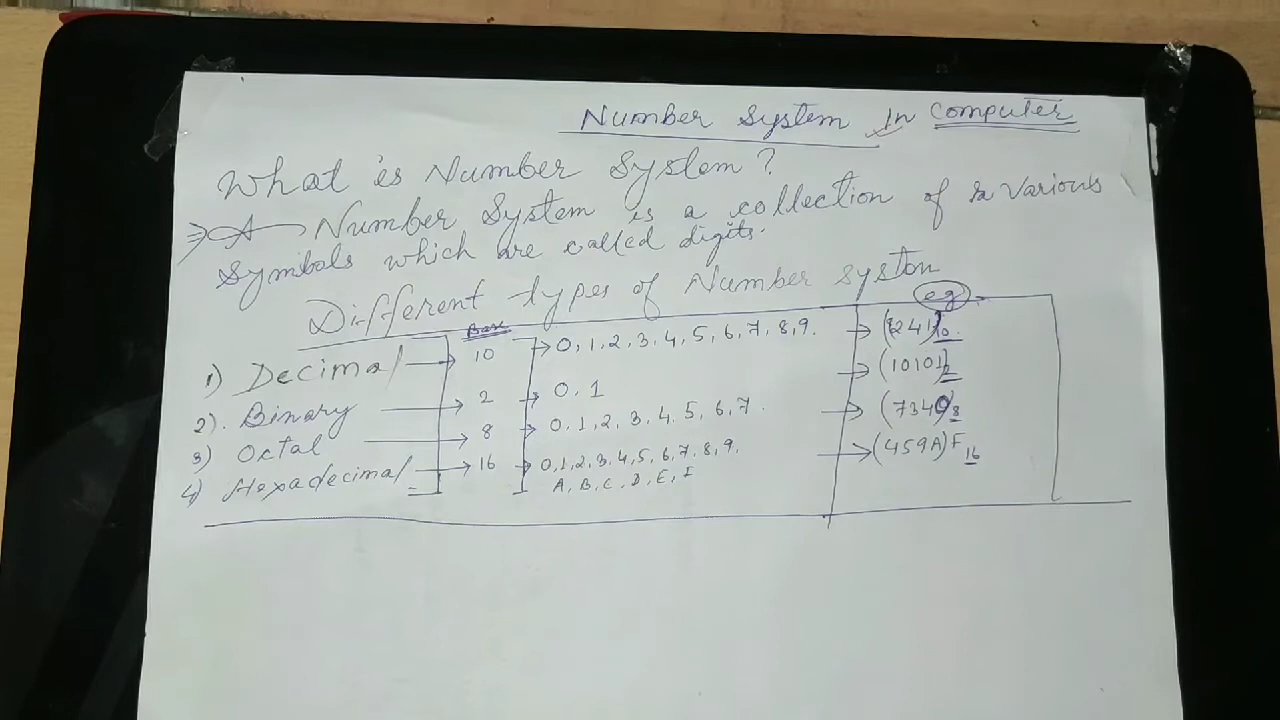 Number System in Computer
What is Number System?
⇒ A Number System is a collection of various
Symbols which are called digits.
Different types of Number system
Base eg
1) Decimal → 10 → 0, 1, 2, 3, 4, 5, 6, 7, 8, 9. → (241)10.
2). Binary → 2 → 0, 1 → (10101)2
3) Octal → 8 → 0, 1, 2, 3, 4, 5, 6, 7. → (7340)8
4) Hexadecimal → 16 → 0, 1, 2, 3, 4, 5, 6, 7, 8, 9, → (459A)F16
A, B, C, D, E, F